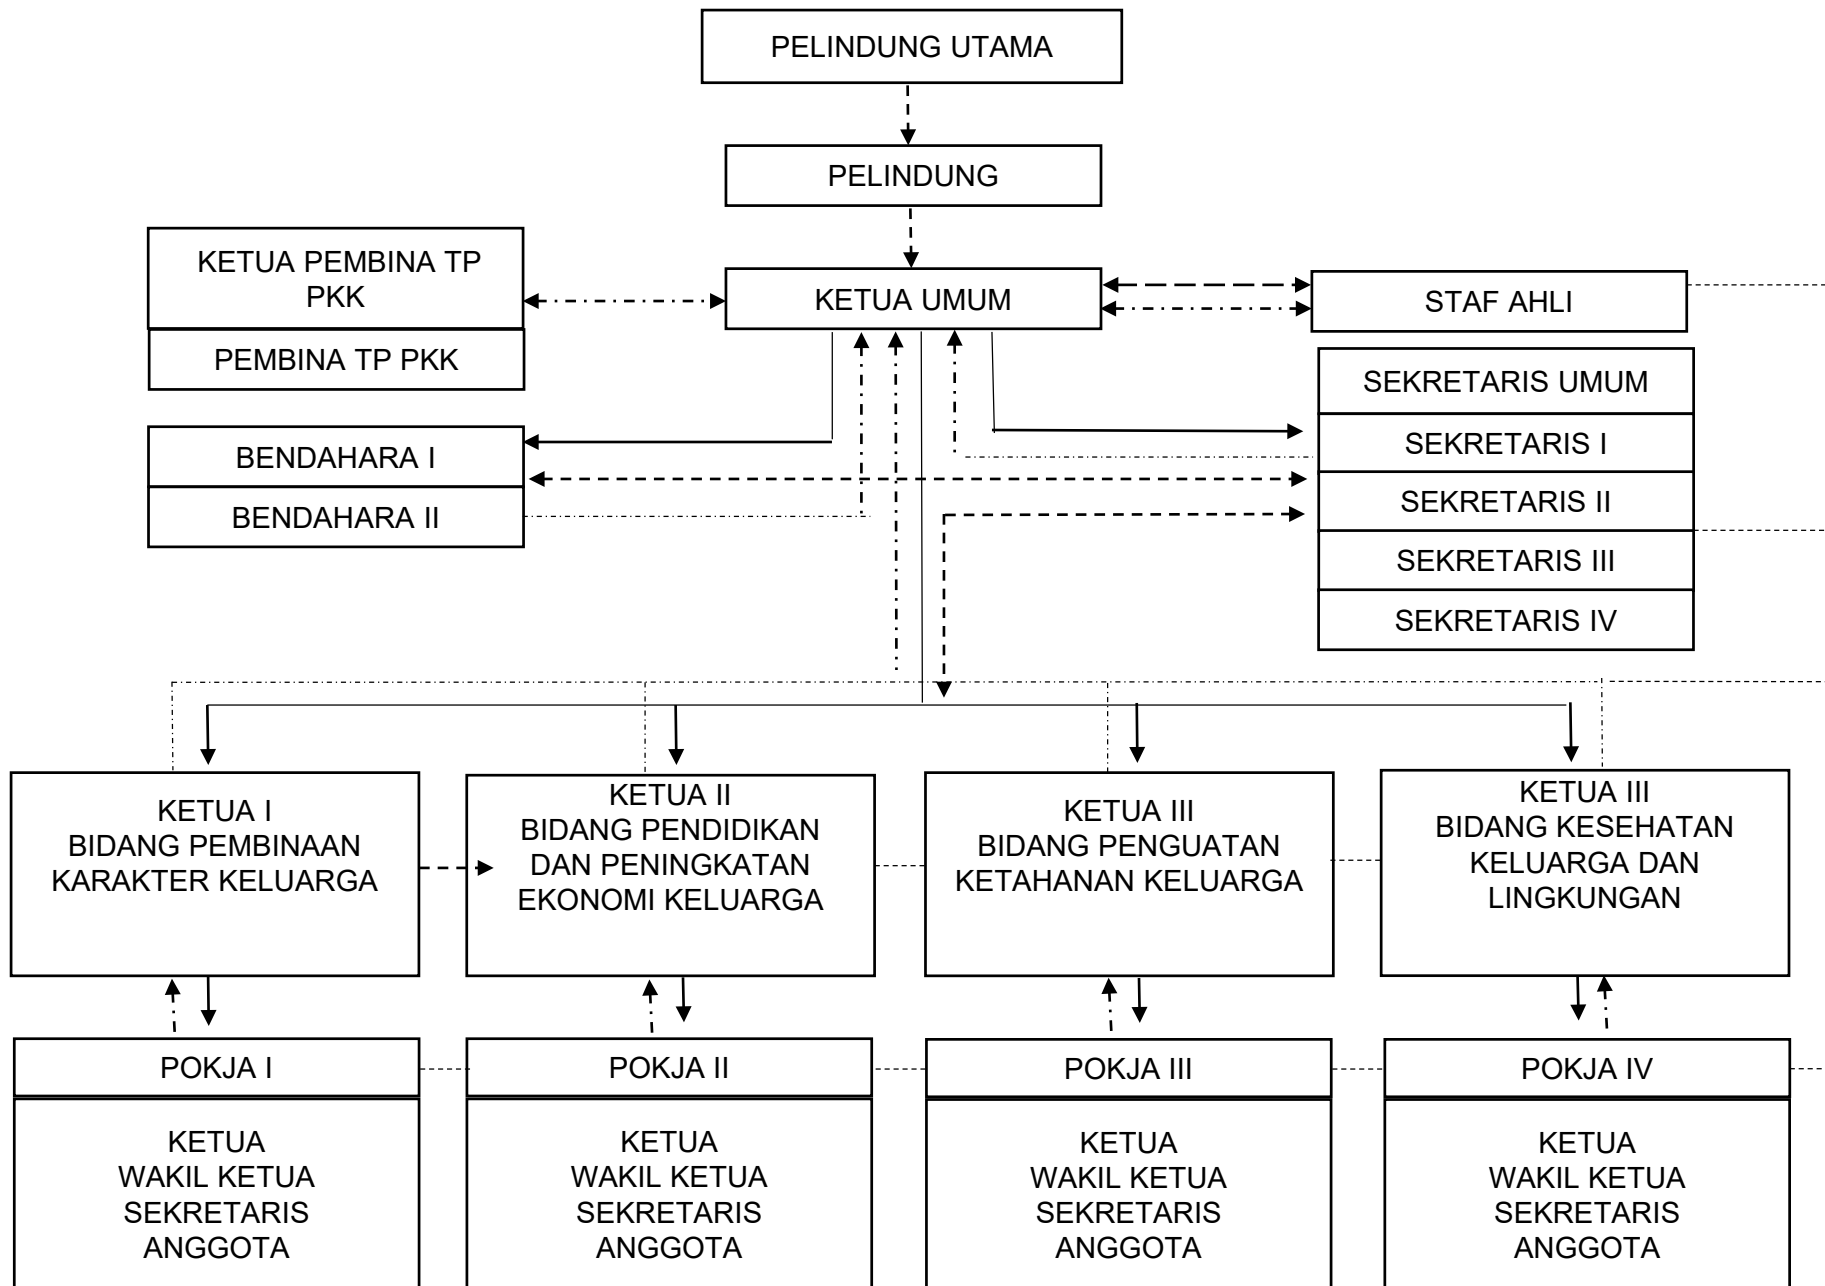 PELINDUNG UTAMA
PELINDUNG
KETUA PEMBINA TP
PKK
PEMBINA TP PKK
KETUA UMUM
STAF AHLI
SEKRETARIS UMUM
SEKRETARIS I
SEKRETARIS II
SEKRETARIS III
SEKRETARIS IV
BENDAHARA I
BENDAHARA II
KETUA I
BIDANG PEMBINAAN
KARAKTER KELUARGA
KETUA II
BIDANG PENDIDIKAN
DAN PENINGKATAN
EKONOMI KELUARGA
KETUA III
BIDANG PENGUATAN
KETAHANAN KELUARGA
KETUA III
BIDANG KESEHATAN
KELUARGA DAN
LINGKUNGAN
POKJA I
KETUA
WAKIL KETUA
SEKRETARIS
ANGGOTA
POKJA II
KETUA
WAKIL KETUA
SEKRETARIS
ANGGOTA
POKJA III
KETUA
WAKIL KETUA
SEKRETARIS
ANGGOTA
POKJA IV
KETUA
WAKIL KETUA
SEKRETARIS
ANGGOTA